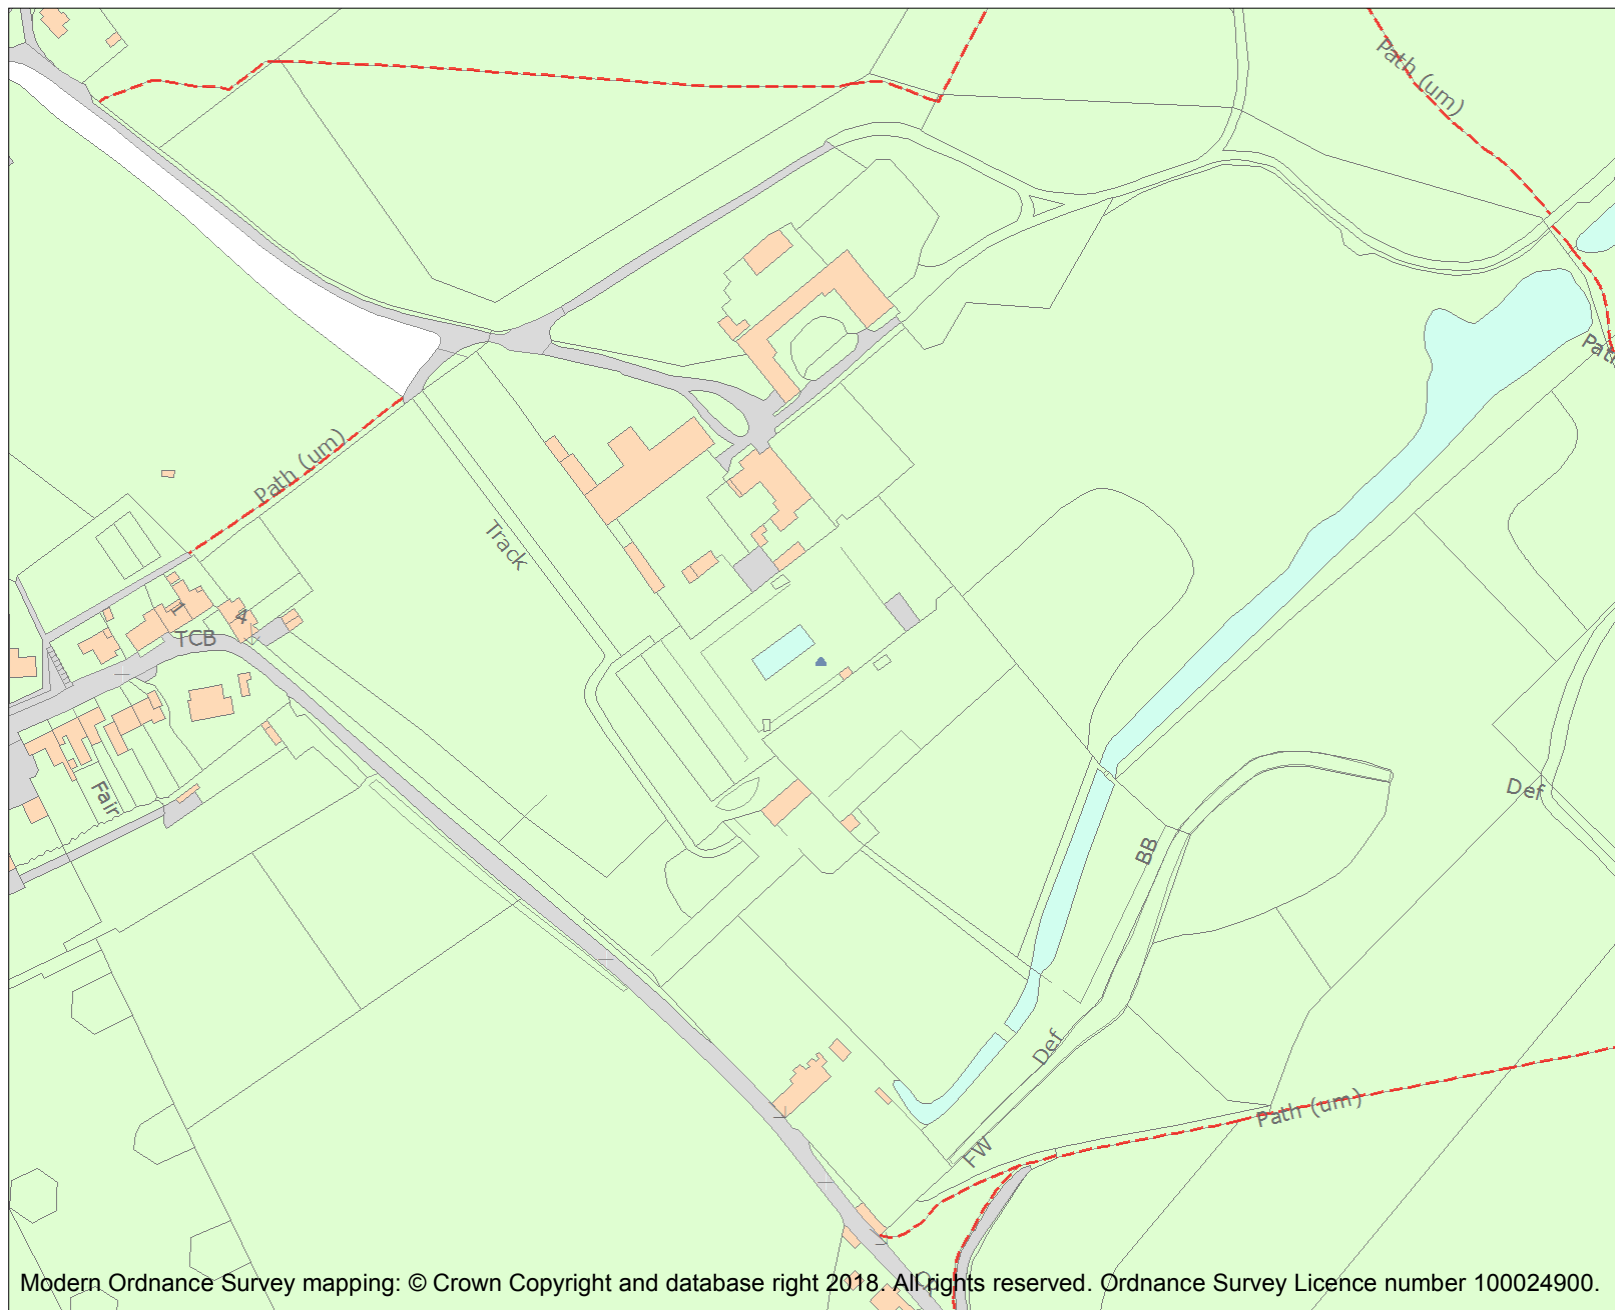 Path (um)
Path
Path (um)
Track
1
4
TCB
Fair
Def
BB
Def
Path (um)
FW
Modern Ordnance Survey mapping: © Crown Copyright and database right 2018. All rights reserved. Ordnance Survey Licence number 100024900.